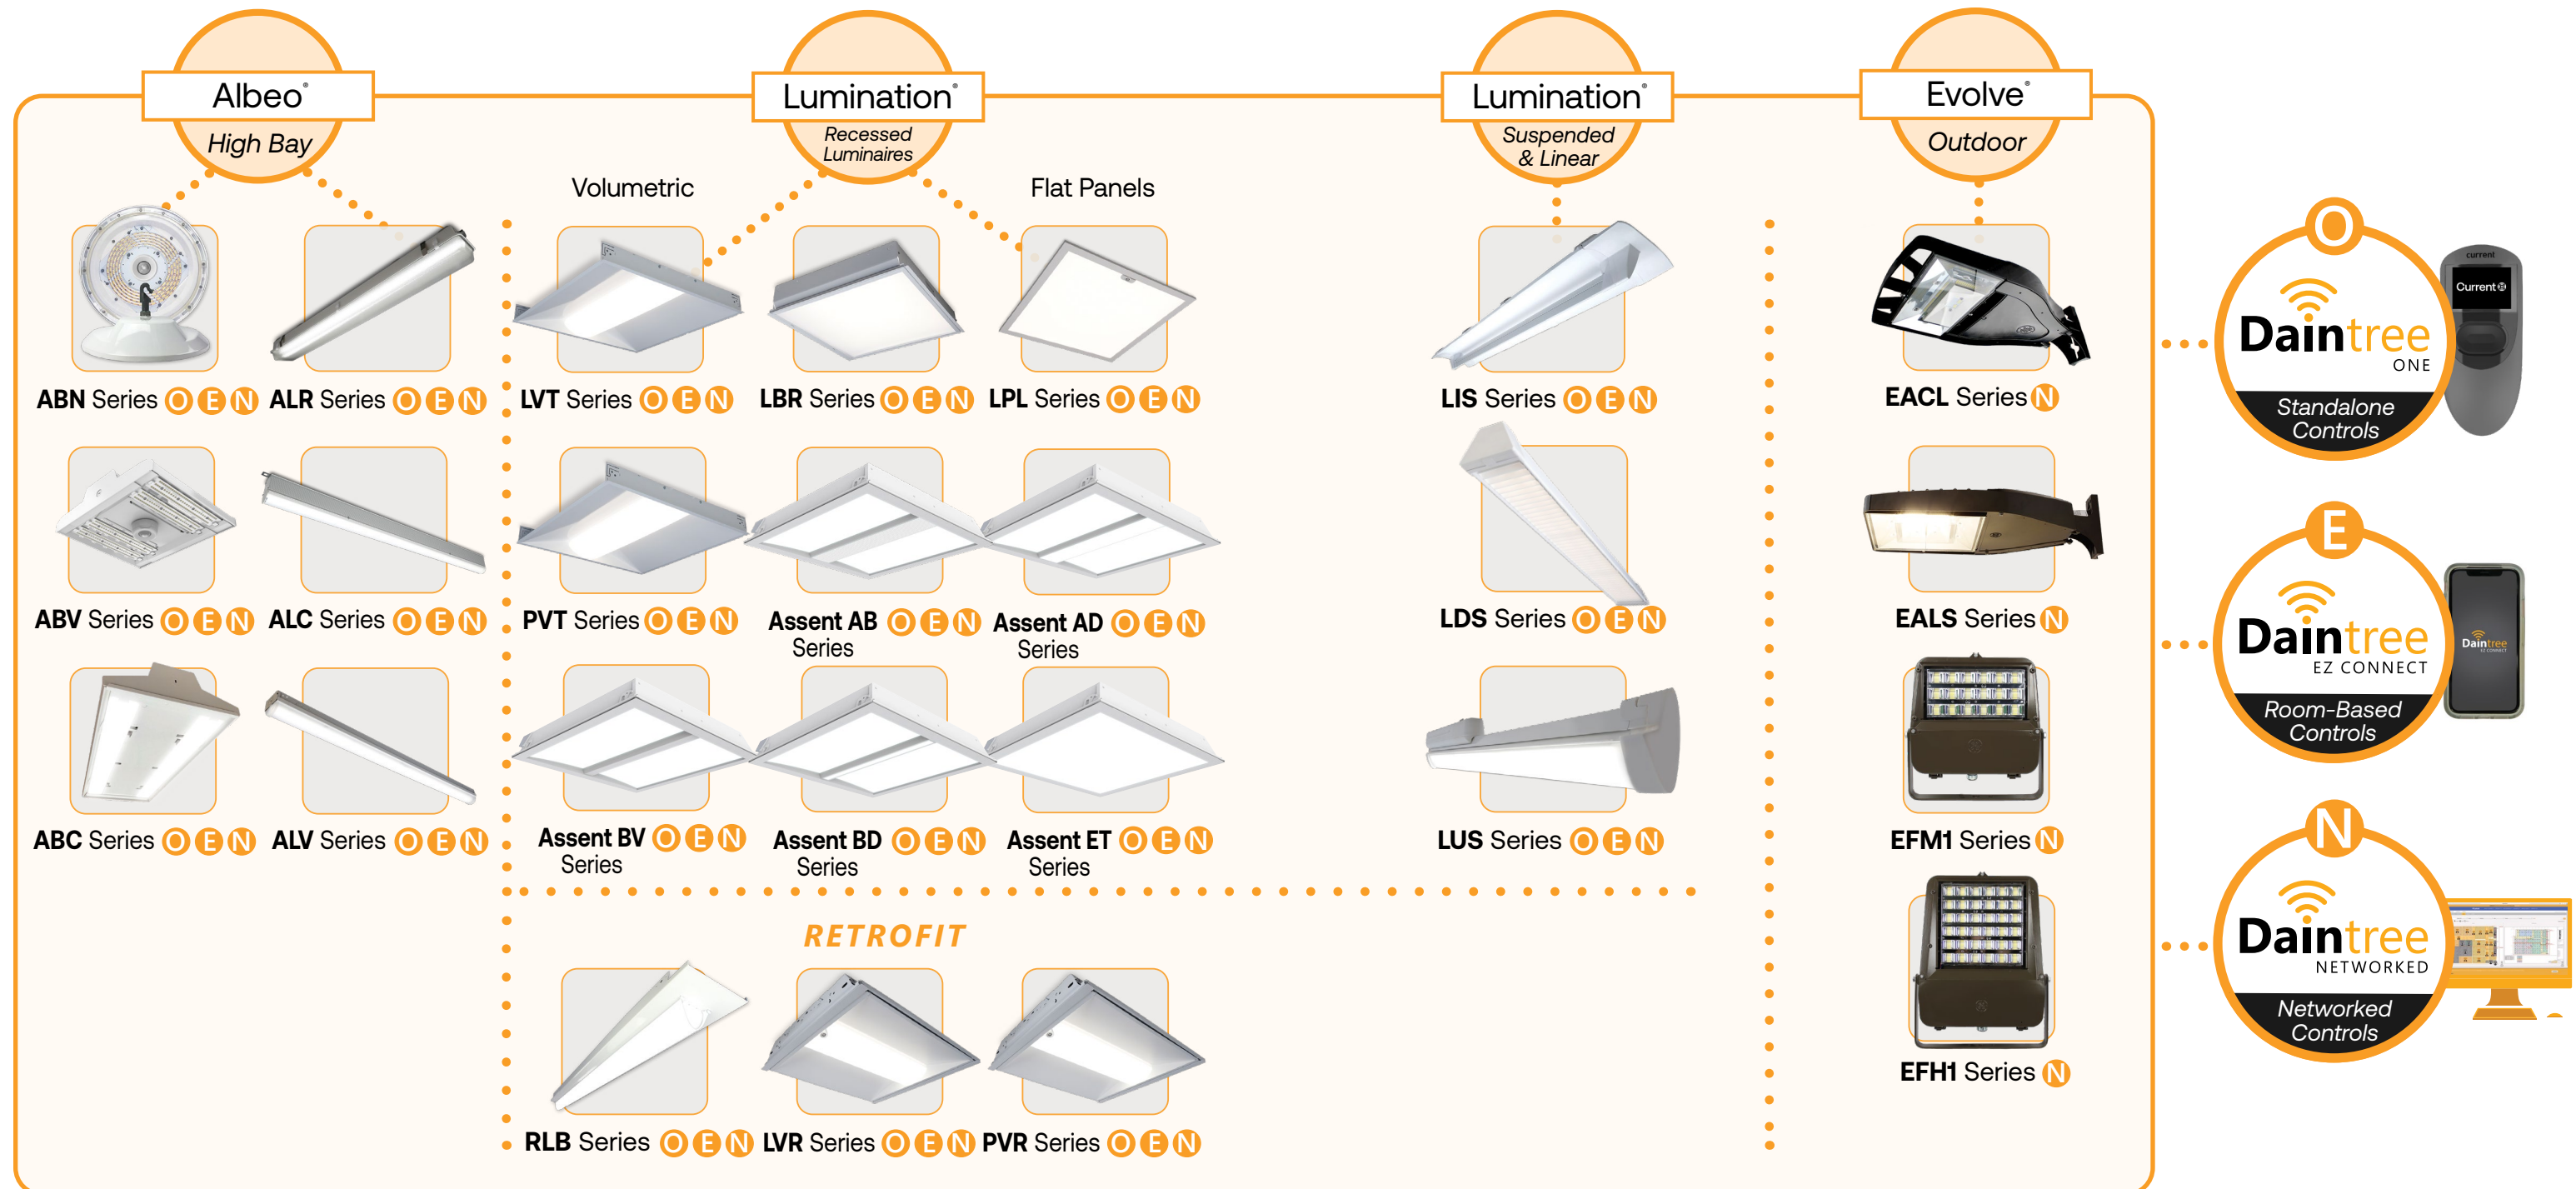 Albeo®
High Bay
Lumination®
Recessed
Luminaires
Lumination®
Suspended
& Linear
Evolve®
Outdoor
Volumetric
Flat Panels
ABN Series O E N
ALR Series O E N
LVT Series O E N
LBR Series O E N
LPL Series O E N
LIS Series O E N
EACL Series N
ABV Series O E N
ALC Series O E N
PVT Series O E N
Assent AB O E N
Series
Assent AD O E N
Series
LDS Series O E N
EALS Series N
ABC Series O E N
ALV Series O E N
Assent BV O E N
Series
Assent BD O E N
Series
Assent ET O E N
Series
LUS Series O E N
EFM1 Series N
RETROFIT
RLB Series O E N
LVR Series O E N
PVR Series O E N
EFH1 Series N
O
Daintree
ONE
Standalone
Controls
current
Current
E
Daintree
EZ CONNECT
Room-Based
Controls
Daintree
EZ CONNECT
N
Daintree
NETWORKED
Networked
Controls